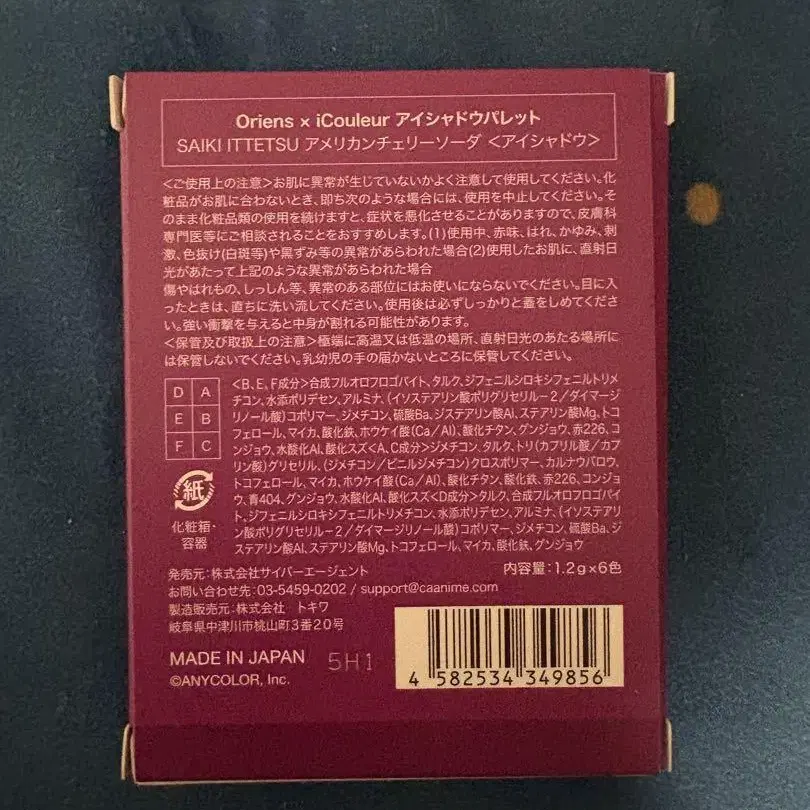 Oriens × iCouleur アイシャドウパレット
SAIKI ITTETSU アメリカンチェリーソーダ <アイシャドウ>
<ご使用上の注意>お肌に異常が生じていないかよく注意して使用してください。化
粧品がお肌に合わないとき、即ち次のような場合には、使用を中止してください。
そのまま化粧品類の使用を続けますと、症状を悪化させることがありますので、皮膚科
専門医等にご相談されることをおすすめします。(1)使用中、赤味、はれ、かゆみ、刺
激、色抜け(白斑等)や黒ずみ等の異常があらわれた場合(2)使用したお肌に、直射日
光があたって上記のような異常があらわれた場合
傷やはれもの、しっしん等、異常のある部位にはお使いにならないでください。目に入
ったときは、直ちに洗い流してください。使用後は必ずしっかりと蓋をしめてくださ
い。強い衝撃を与えると中身が割れる可能性があります。
<保管及び取扱上の注意>極端に高温又は低温の場所、直射日光のあたる場所に
は保管しないでください。乳幼児の手の届かないところに保管してください。
D A
E B
F C
<B、E、F成分>合成フルオロフロゴパイト、タルク、ジフェニルシロキシフェニルトリメ
チコン、水添ポリデセン、アルミナ、(イソステアリン酸ポリグリセリル-2/ダイマージ
リノール酸)コポリマー、ジメチコン、硫酸Ba、ジステアリン酸Al、ステアリン酸Mg、トコ
フェロール、マイカ、酸化鉄、ホウケイ酸(Ca/Al)、酸化チタン、グンジョウ、赤226、コ
ンジョウ、水酸化Al、酸化スズ<A、C成分>ジメチコン、タルク、トリ(カプリル酸/カプ
リン酸)グリセリル、(ジメチコン/ビニルジメチコン)クロスポリマー、カルナウバロウ、
トコフェロール、マイカ、ホウケイ酸(Ca/Al)、酸化チタン、酸化鉄、赤226、コンジョ
ウ、青404、グンジョウ、水酸化Al、酸化スズ<D成分>タルク、合成フルオロフロゴパイ
ト、ジフェニルシロキシフェニルトリメチコン、水添ポリデセン、アルミナ、(イソステアリ
ン酸ポリグリセリル-2/ダイマージリノール酸)コポリマー、ジメチコン、硫酸Ba、ジ
ステアリン酸Al、ステアリン酸Mg、トコフェロール、マイカ、酸化鉄、グンジョウ
紙
化粧箱・
容器
発売元:株式会社サイバーエージェント 内容量:1.2g×6色
お問い合わせ先:03-5459-0202 / support@caanime.com
製造販売元:株式会社 トキワ
岐阜県中津川市桃山町3番20号
MADE IN JAPAN 5H1
©ANYCOLOR, Inc.
4 582534 349856